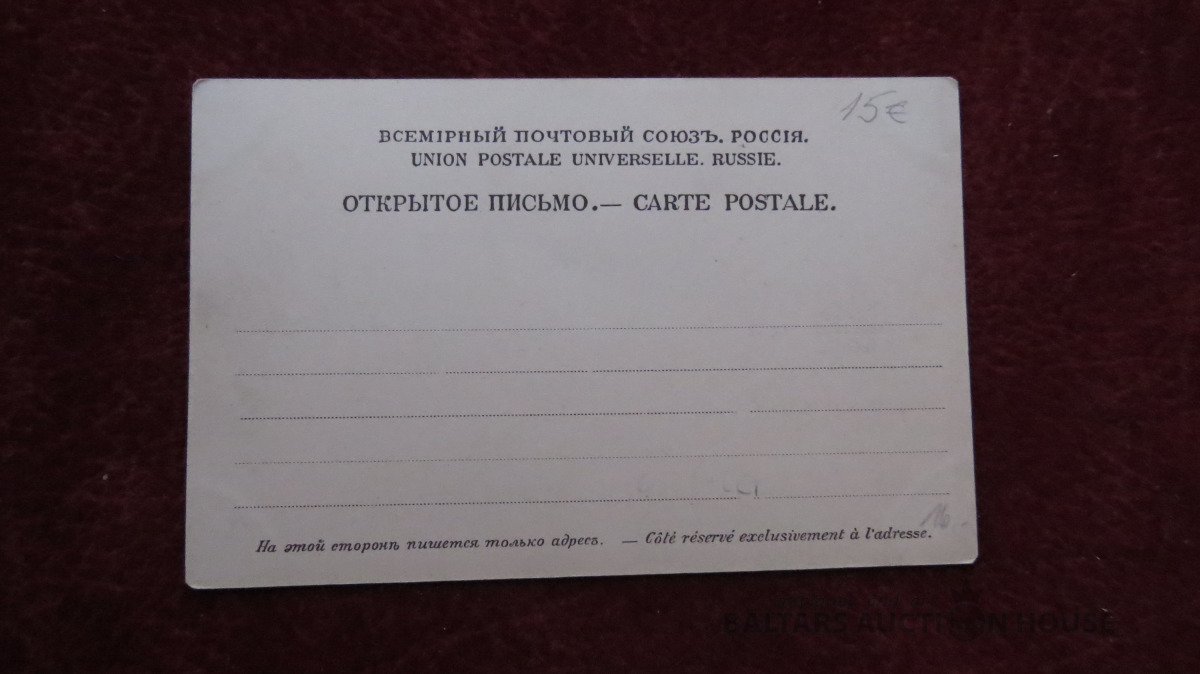 15€
ВСЕМІРНЫЙ ПОЧТОВЫЙ СОЮЗЪ. РОССІЯ.
UNION POSTALE UNIVERSELLE. RUSSIE.
ОТКРЫТОЕ ПИСЬМО.— CARTE POSTALE.
16.
На этой сторонѣ пишется только адресъ. — Côté réservé exclusivement à l'adresse.
BALTARS AUCTION HOUSE